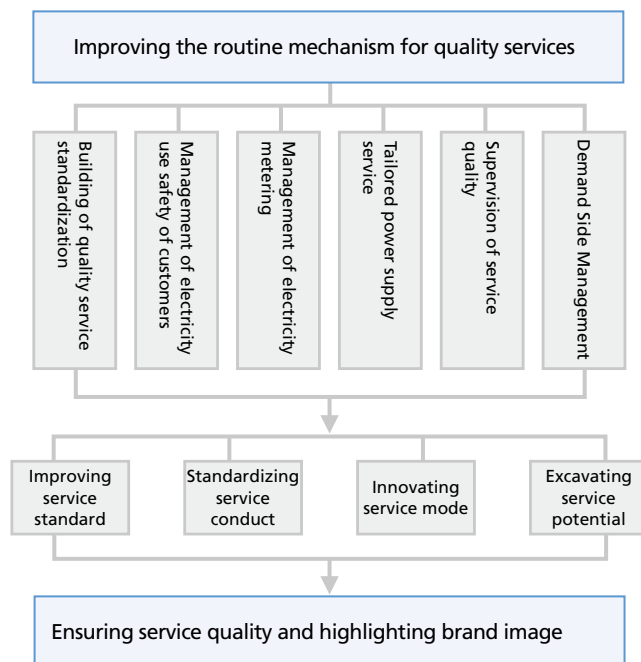 Improving the routine mechanism for quality services
Building of quality service
standardization
Management of electricity
use safety of customers
Management of electricity
metering
Tailored power supply
service
Supervision of service
quality
Demand Side Management
Improving
service
standard
Standardizing
service
conduct
Innovating
service mode
Excavating
service
potential
Ensuring service quality and highlighting brand image